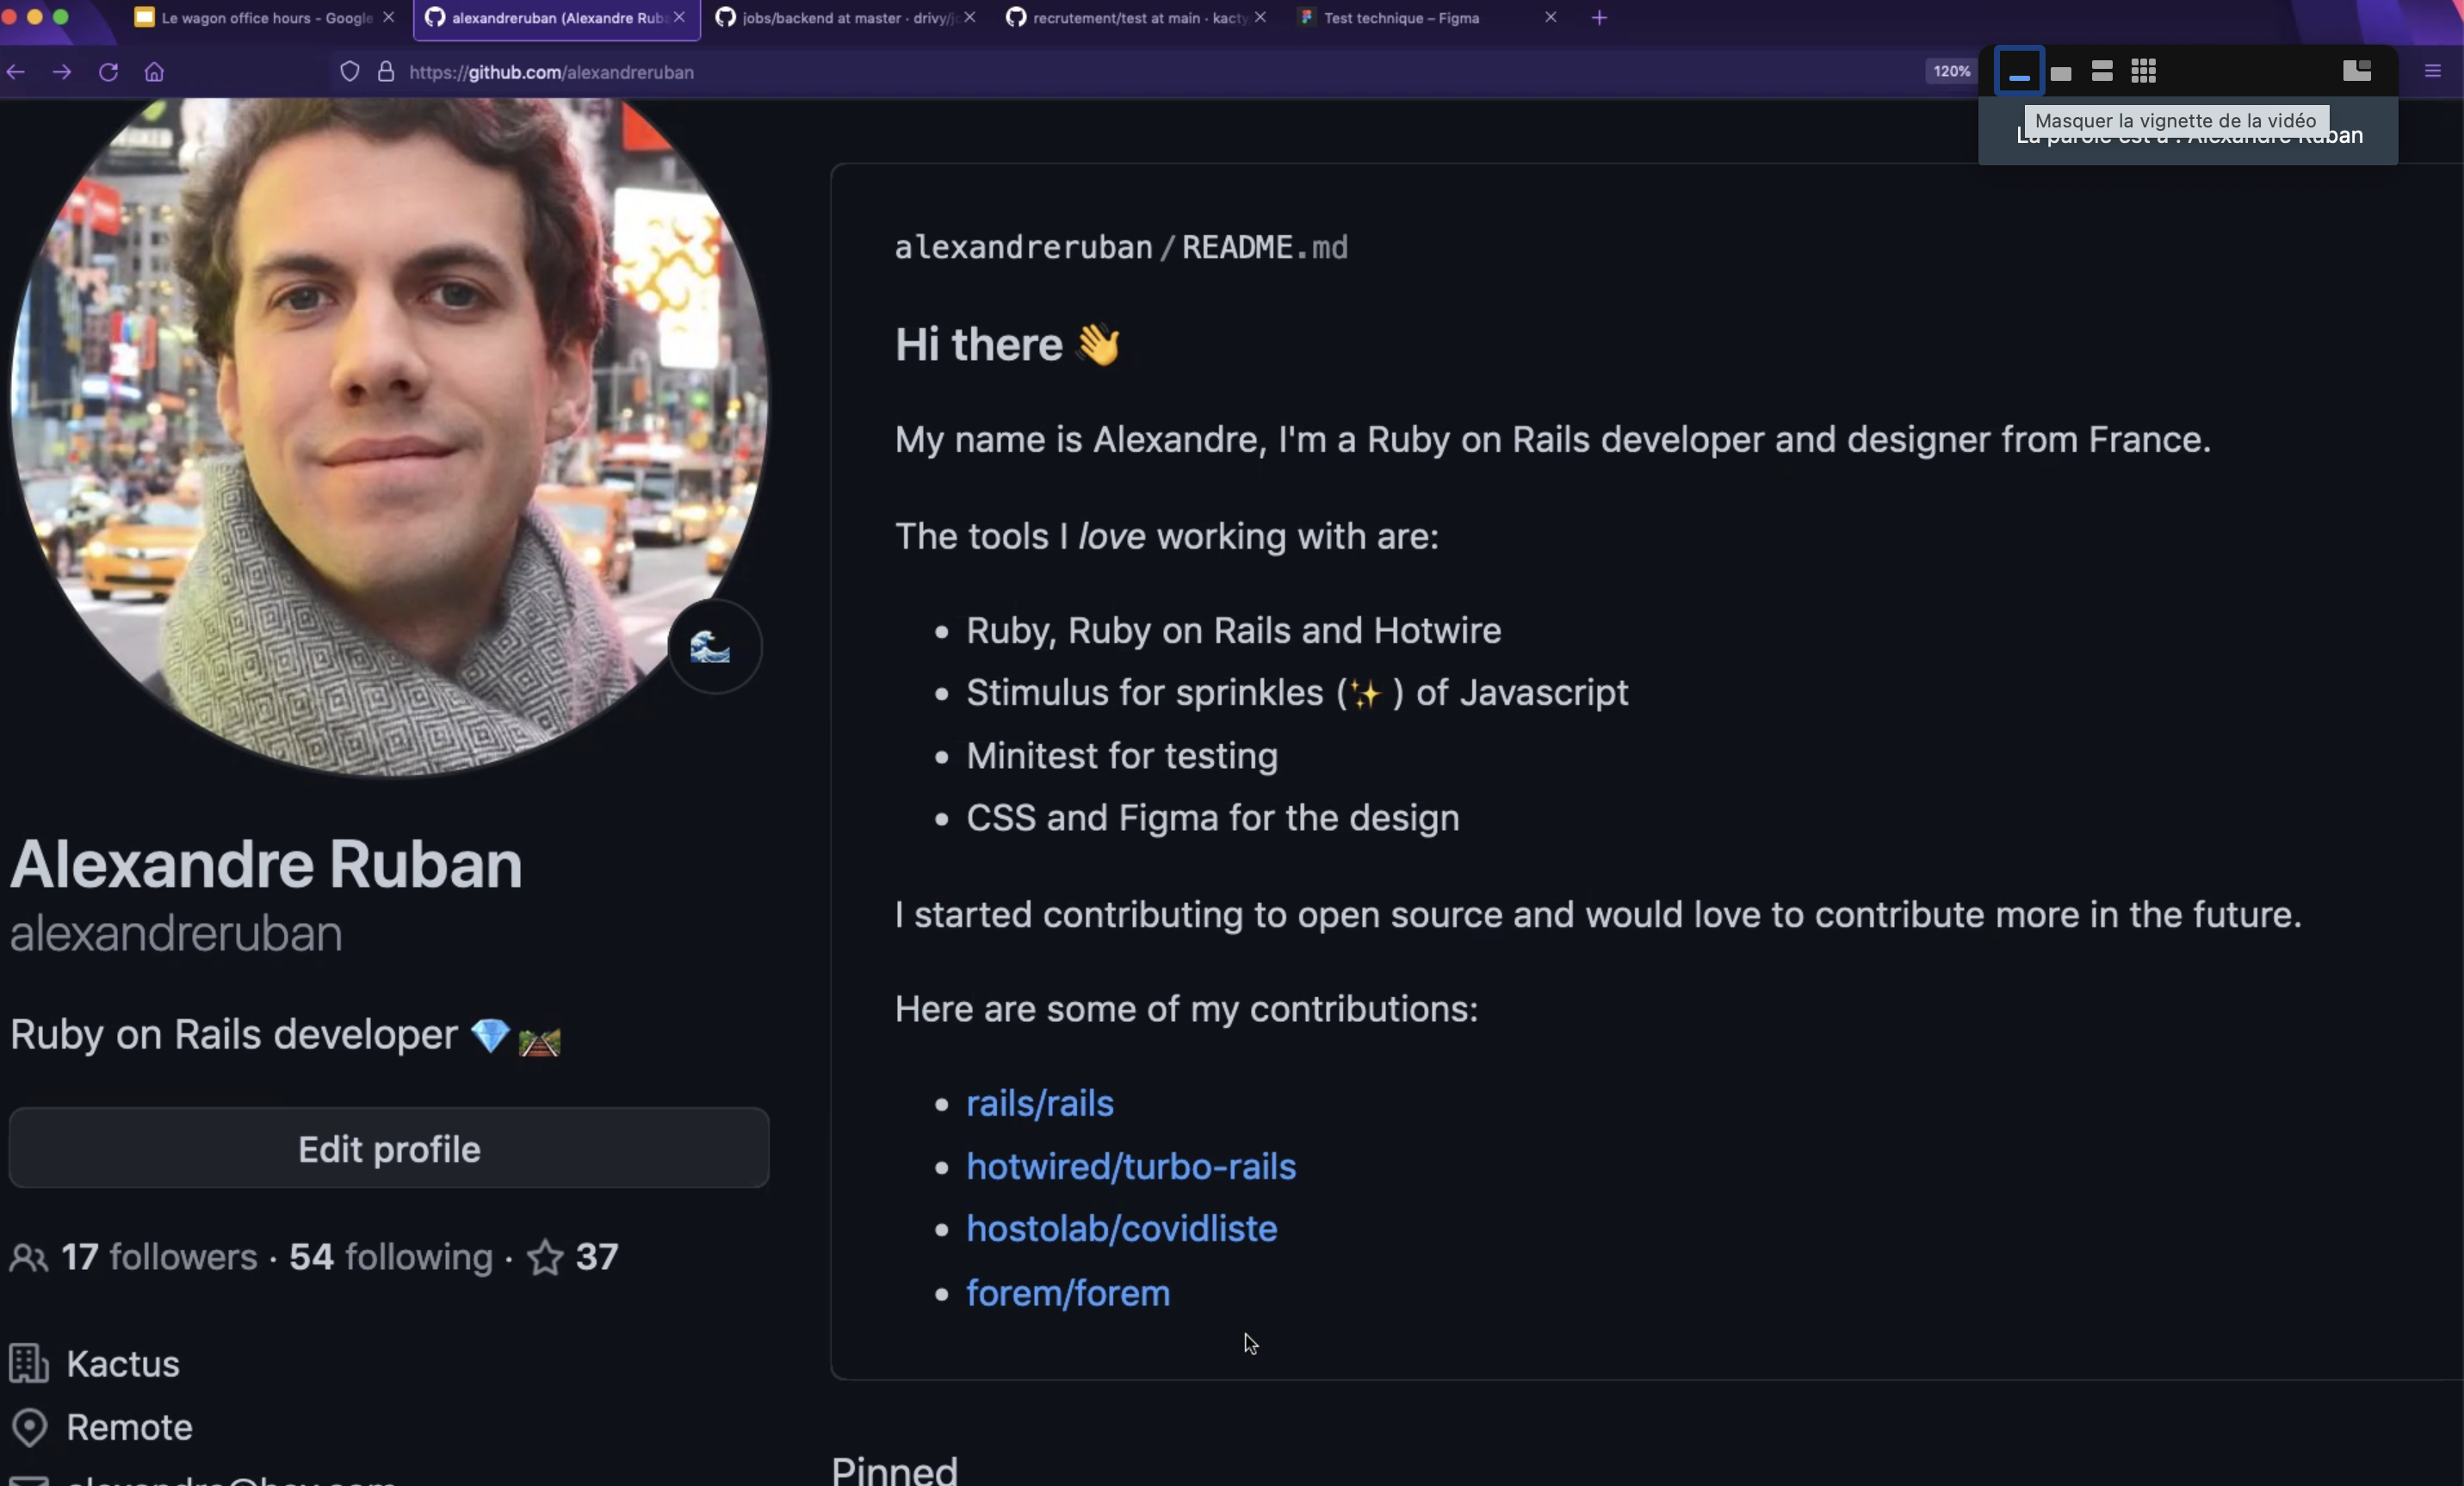 Le wagon office hours - Google
alexandreruban (Alexandre Rub
jobs/backend at master · drivy/j
recrutement/test at main · kacty
Test technique – Figma
https://github.com/alexandreruban
120%
Masquer la vignette de la vidéo
La parole est à : Alexandre Ruban
alexandreruban / README.md
Hi there 👋
My name is Alexandre, I'm a Ruby on Rails developer and designer from France.
The tools I love working with are:
• Ruby, Ruby on Rails and Hotwire
• Stimulus for sprinkles (✨ ) of Javascript
• Minitest for testing
• CSS and Figma for the design
I started contributing to open source and would love to contribute more in the future.
Here are some of my contributions:
• rails/rails
• hotwired/turbo-rails
• hostolab/covidliste
• forem/forem
Pinned
Alexandre Ruban
alexandreruban
Ruby on Rails developer 💎🛤️
Edit profile
17 followers · 54 following · 37
Kactus
Remote